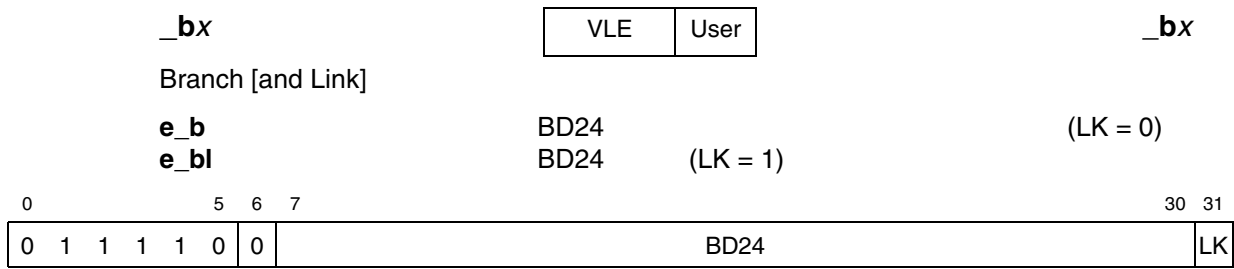 _bx VLE User _bx
Branch [and Link]
e_b BD24 (LK = 0)
e_bl BD24 (LK = 1)
0 5 6 7 30 31
0 1 1 1 1 0 0 BD24 LK